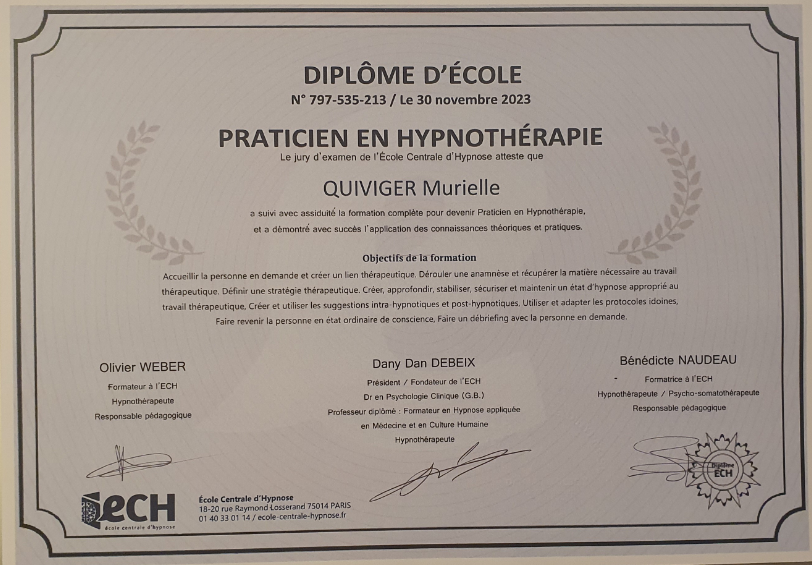 DIPLÔME D'ÉCOLE
N° 797-535-213 / Le 30 novembre 2023
PRATICIEN EN HYPNOTHÉRAPIE
Le jury d'examen de l'École Centrale d'Hypnose atteste que
QUIVIGER Murielle
a suivi avec assiduité la formation complète pour devenir Praticien en Hypnothérapie,
et a démontré avec succès l'application des connaissances théoriques et pratiques.
Objectifs de la formation
Accueillir la personne en demande et créer un lien thérapeutique. Dérouler une anamnèse et récupérer la matière nécessaire au travail
thérapeutique. Définir une stratégie thérapeutique. Créer, approfondir, stabiliser, sécuriser et maintenir un état d'hypnose approprié au
travail thérapeutique. Créer et utiliser les suggestions intra-hypnotiques et post-hypnotiques. Utiliser et adapter les protocoles idoines.
Faire revenir la personne en état ordinaire de conscience. Faire un débriefing avec la personne en demande.
Olivier WEBER
Formateur à l'ECH
Hypnothérapeute
Responsable pédagogique
Dany Dan DEBEIX
Président / Fondateur de l'ECH
Dr en Psychologie Clinique (G.B.)
Professeur diplômé : Formateur en Hypnose appliquée
en Médecine et en Culture Humaine
Hypnothérapeute
Bénédicte NAUDEAU
Formatrice à l'ECH
Hypnothérapeute / Psycho-somatothérapeute
Responsable pédagogique
Diplôme
ECH
eCH
école centrale d'hypnose
École Centrale d'Hypnose
18-20 rue Raymond Losserand 75014 PARIS
01 40 33 01 14 / ecole-centrale-hypnose.fr